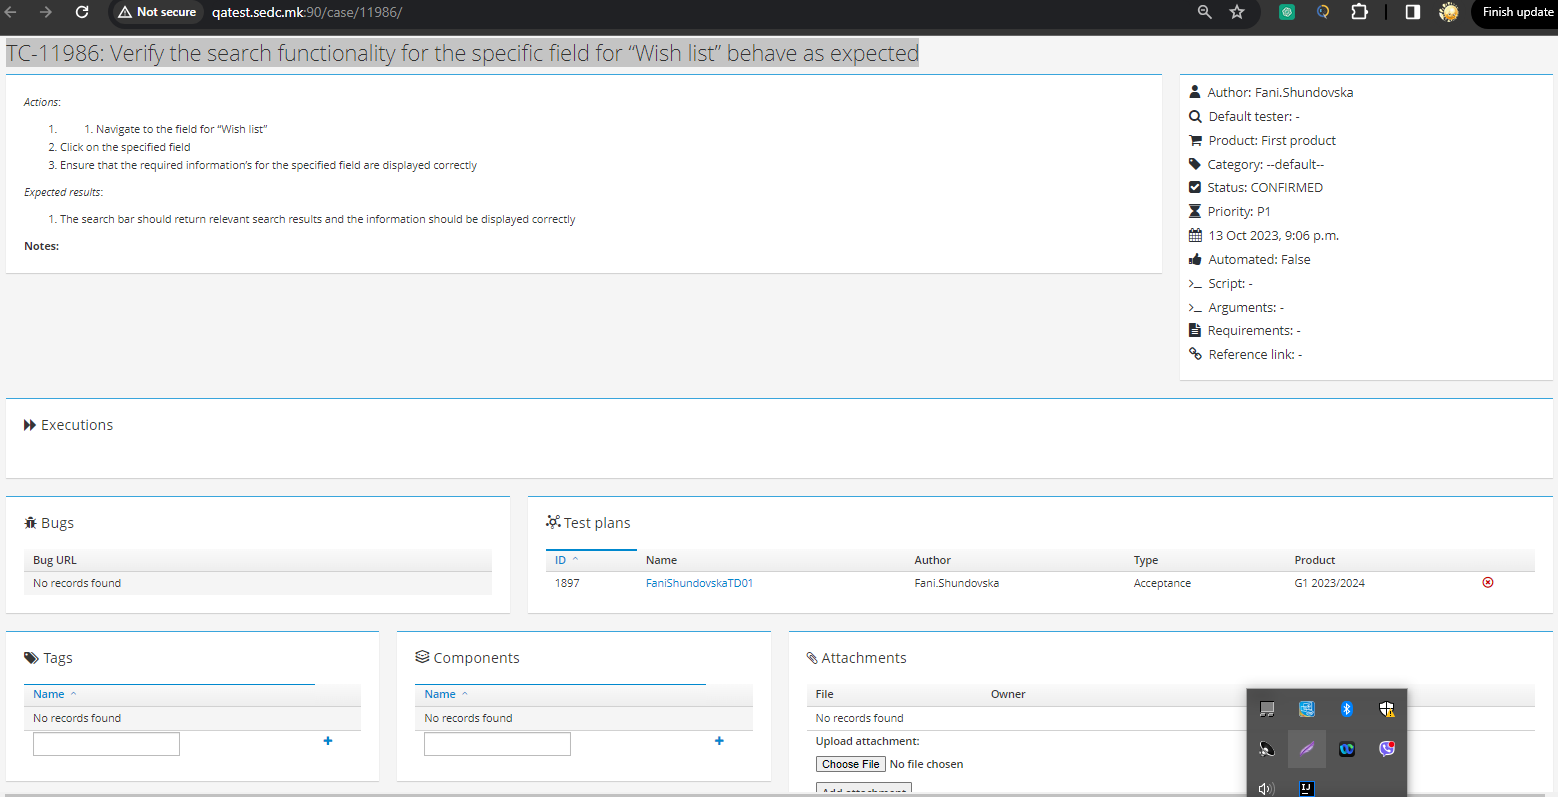 Not secure qatest.sedc.mk:90/case/11986/ Finish update
TC-11986: Verify the search functionality for the specific field for “Wish list” behave as expected
Actions:
1. 1. Navigate to the field for “Wish list”
2. Click on the specified field
3. Ensure that the required information’s for the specified field are displayed correctly
Expected results:
1. The search bar should return relevant search results and the information should be displayed correctly
Notes:
Author: Fani.Shundovska
Default tester: -
Product: First product
Category: --default--
Status: CONFIRMED
Priority: P1
13 Oct 2023, 9:06 p.m.
Automated: False
Script: -
Arguments: -
Requirements: -
Reference link: -
Executions
Bugs
Bug URL
No records found
Test plans
ID Name Author Type Product
1897 FaniShundovskaTD01 Fani.Shundovska Acceptance G1 2023/2024
Tags
Name
No records found
Components
Name
No records found
Attachments
File Owner
No records found
Upload attachment:
Choose File No file chosen
Add attachment
IJ